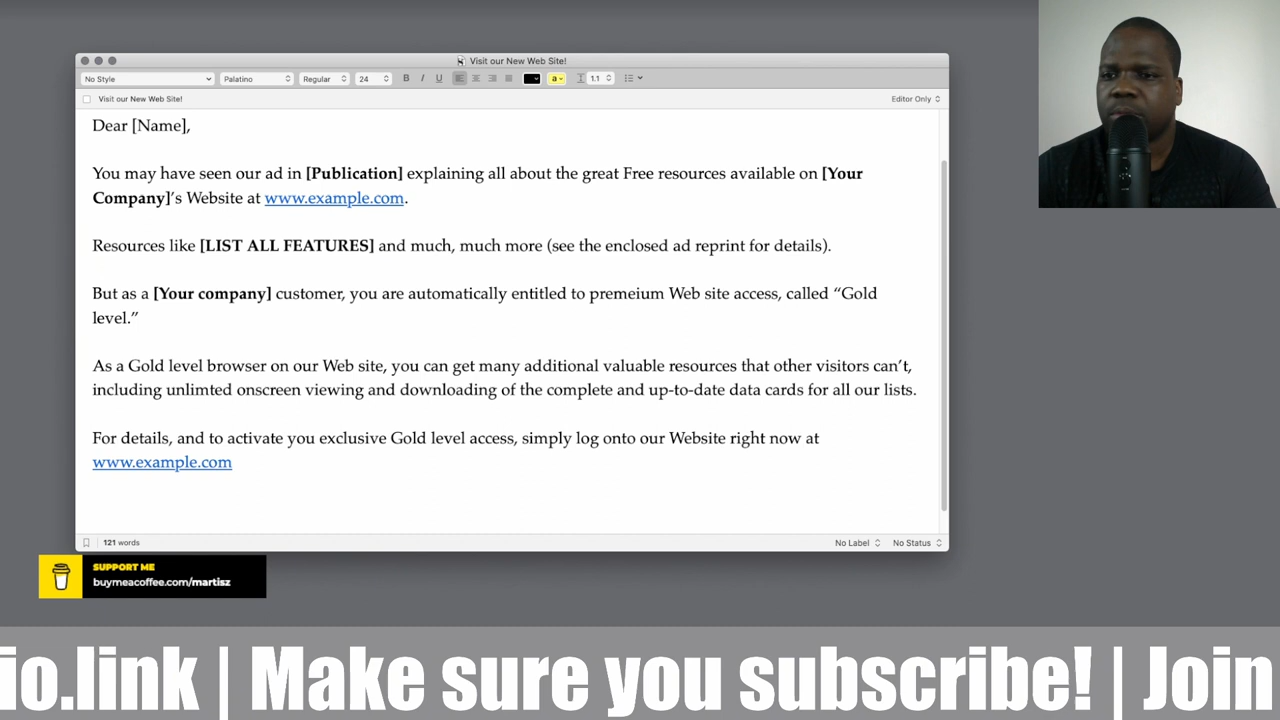 Visit our New Web Site!
No Style
Palatino
Regular
24
B I U
a
1.1
Visit our New Web Site!
Editor Only
Dear [Name],
You may have seen our ad in [Publication] explaining all about the great Free resources available on [Your
Company]’s Website at www.example.com.
Resources like [LIST ALL FEATURES] and much, much more (see the enclosed ad reprint for details).
But as a [Your company] customer, you are automatically entitled to premeium Web site access, called “Gold
level.”
As a Gold level browser on our Web site, you can get many additional valuable resources that other visitors can’t,
including unlimted onscreen viewing and downloading of the complete and up-to-date data cards for all our lists.
For details, and to activate you exclusive Gold level access, simply log onto our Website right now at
www.example.com
121 words
No Label
No Status
SUPPORT ME
buymeacoffee.com/martisz
io.link | Make sure you subscribe! | Join